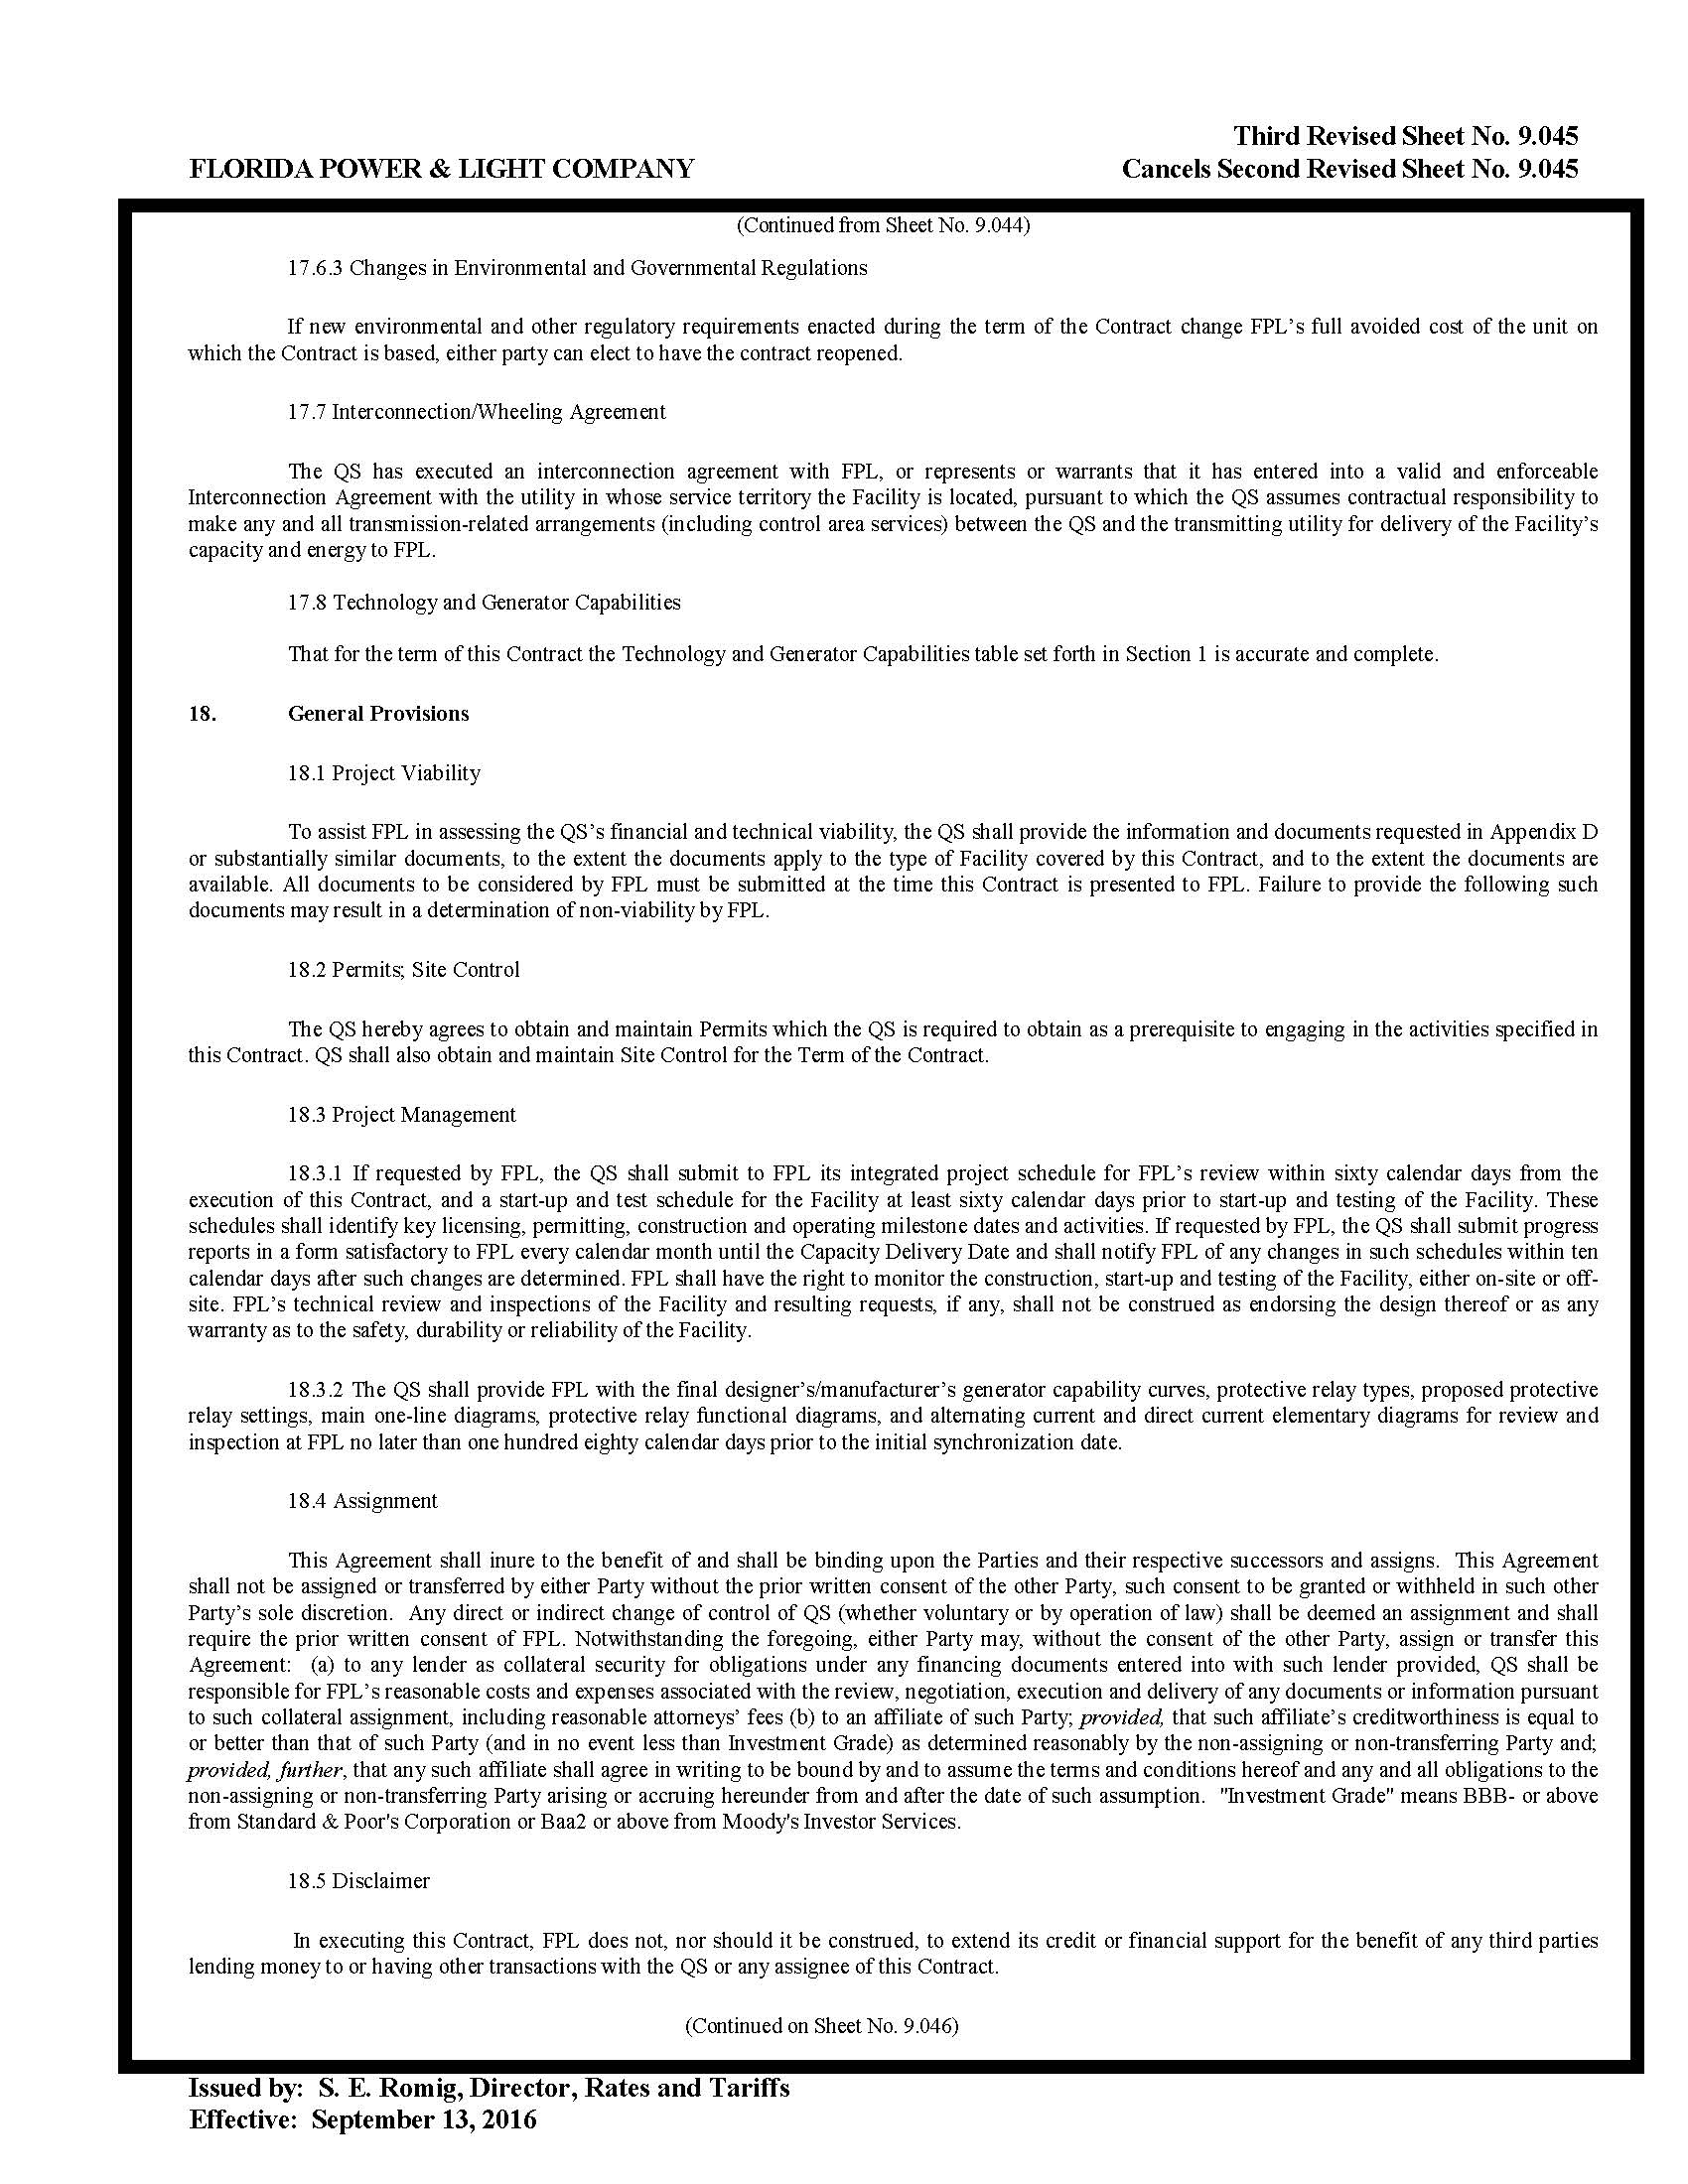 Third Revised Sheet No. 9.045
FLORIDA POWER & LIGHT COMPANY Cancels Second Revised Sheet No. 9.045
(Continued from Sheet No. 9.044)
17.6.3 Changes in Environmental and Governmental Regulations
If new environmental and other regulatory requirements enacted during the term of the Contract change FPL’s full avoided cost of the unit on
which the Contract is based, either party can elect to have the contract reopened.
17.7 Interconnection/Wheeling Agreement
The QS has executed an interconnection agreement with FPL, or represents or warrants that it has entered into a valid and enforceable
Interconnection Agreement with the utility in whose service territory the Facility is located, pursuant to which the QS assumes contractual responsibility to
make any and all transmission-related arrangements (including control area services) between the QS and the transmitting utility for delivery of the Facility’s
capacity and energy to FPL.
17.8 Technology and Generator Capabilities
That for the term of this Contract the Technology and Generator Capabilities table set forth in Section 1 is accurate and complete.
18. General Provisions
18.1 Project Viability
To assist FPL in assessing the QS’s financial and technical viability, the QS shall provide the information and documents requested in Appendix D
or substantially similar documents, to the extent the documents apply to the type of Facility covered by this Contract, and to the extent the documents are
available. All documents to be considered by FPL must be submitted at the time this Contract is presented to FPL. Failure to provide the following such
documents may result in a determination of non-viability by FPL.
18.2 Permits; Site Control
The QS hereby agrees to obtain and maintain Permits which the QS is required to obtain as a prerequisite to engaging in the activities specified in
this Contract. QS shall also obtain and maintain Site Control for the Term of the Contract.
18.3 Project Management
18.3.1 If requested by FPL, the QS shall submit to FPL its integrated project schedule for FPL’s review within sixty calendar days from the
execution of this Contract, and a start-up and test schedule for the Facility at least sixty calendar days prior to start-up and testing of the Facility. These
schedules shall identify key licensing, permitting, construction and operating milestone dates and activities. If requested by FPL, the QS shall submit progress
reports in a form satisfactory to FPL every calendar month until the Capacity Delivery Date and shall notify FPL of any changes in such schedules within ten
calendar days after such changes are determined. FPL shall have the right to monitor the construction, start-up and testing of the Facility, either on-site or off-
site. FPL’s technical review and inspections of the Facility and resulting requests, if any, shall not be construed as endorsing the design thereof or as any
warranty as to the safety, durability or reliability of the Facility.
18.3.2 The QS shall provide FPL with the final designer’s/manufacturer’s generator capability curves, protective relay types, proposed protective
relay settings, main one-line diagrams, protective relay functional diagrams, and alternating current and direct current elementary diagrams for review and
inspection at FPL no later than one hundred eighty calendar days prior to the initial synchronization date.
18.4 Assignment
This Agreement shall inure to the benefit of and shall be binding upon the Parties and their respective successors and assigns. This Agreement
shall not be assigned or transferred by either Party without the prior written consent of the other Party, such consent to be granted or withheld in such other
Party’s sole discretion. Any direct or indirect change of control of QS (whether voluntary or by operation of law) shall be deemed an assignment and shall
require the prior written consent of FPL. Notwithstanding the foregoing, either Party may, without the consent of the other Party, assign or transfer this
Agreement: (a) to any lender as collateral security for obligations under any financing documents entered into with such lender provided, QS shall be
responsible for FPL’s reasonable costs and expenses associated with the review, negotiation, execution and delivery of any documents or information pursuant
to such collateral assignment, including reasonable attorneys’ fees (b) to an affiliate of such Party; provided, that such affiliate’s creditworthiness is equal to
or better than that of such Party (and in no event less than Investment Grade) as determined reasonably by the non-assigning or non-transferring Party and;
provided, further, that any such affiliate shall agree in writing to be bound by and to assume the terms and conditions hereof and any and all obligations to the
non-assigning or non-transferring Party arising or accruing hereunder from and after the date of such assumption. "Investment Grade" means BBB- or above
from Standard & Poor's Corporation or Baa2 or above from Moody's Investor Services.
18.5 Disclaimer
In executing this Contract, FPL does not, nor should it be construed, to extend its credit or financial support for the benefit of any third parties
lending money to or having other transactions with the QS or any assignee of this Contract.
(Continued on Sheet No. 9.046)
Issued by: S. E. Romig, Director, Rates and Tariffs
Effective: September 13, 2016